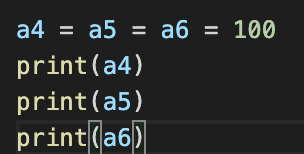 a4 = a5 = a6 = 100
print(a4)
print(a5)
print(a6)